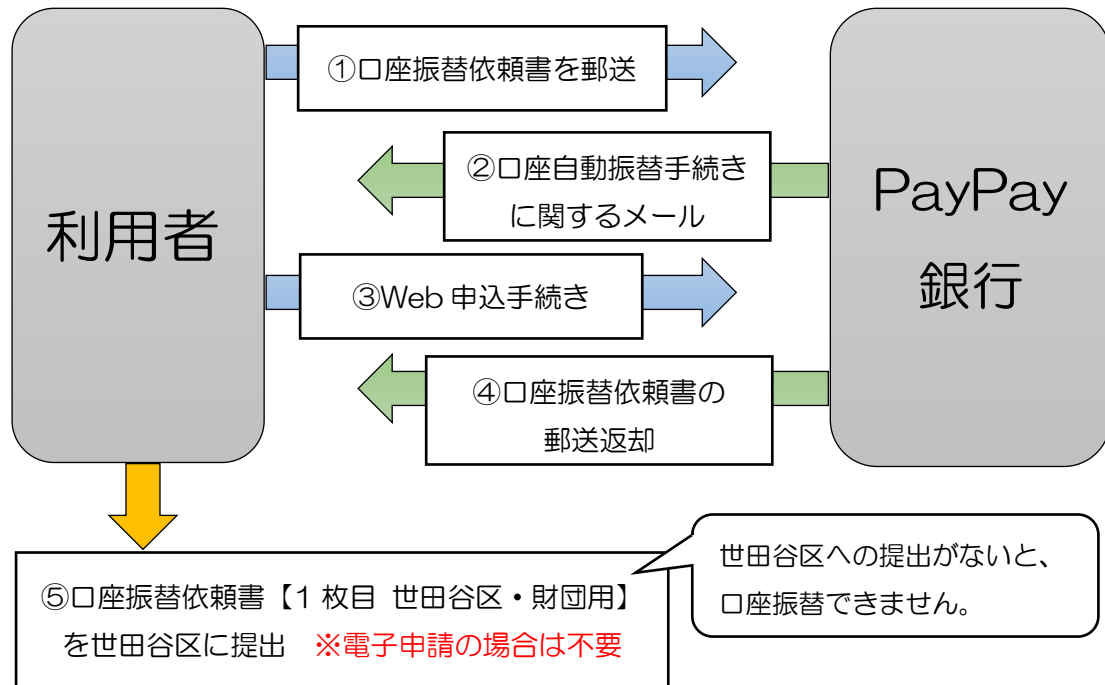 利用者
①口座振替依頼書を郵送
②口座自動振替手続き
に関するメール
③Web 申込手続き
④口座振替依頼書の
郵送返却
PayPay
銀行
⑤口座振替依頼書【1 枚目 世田谷区・財団用】
を世田谷区に提出 ※電子申請の場合は不要
世田谷区への提出がないと、
口座振替できません。